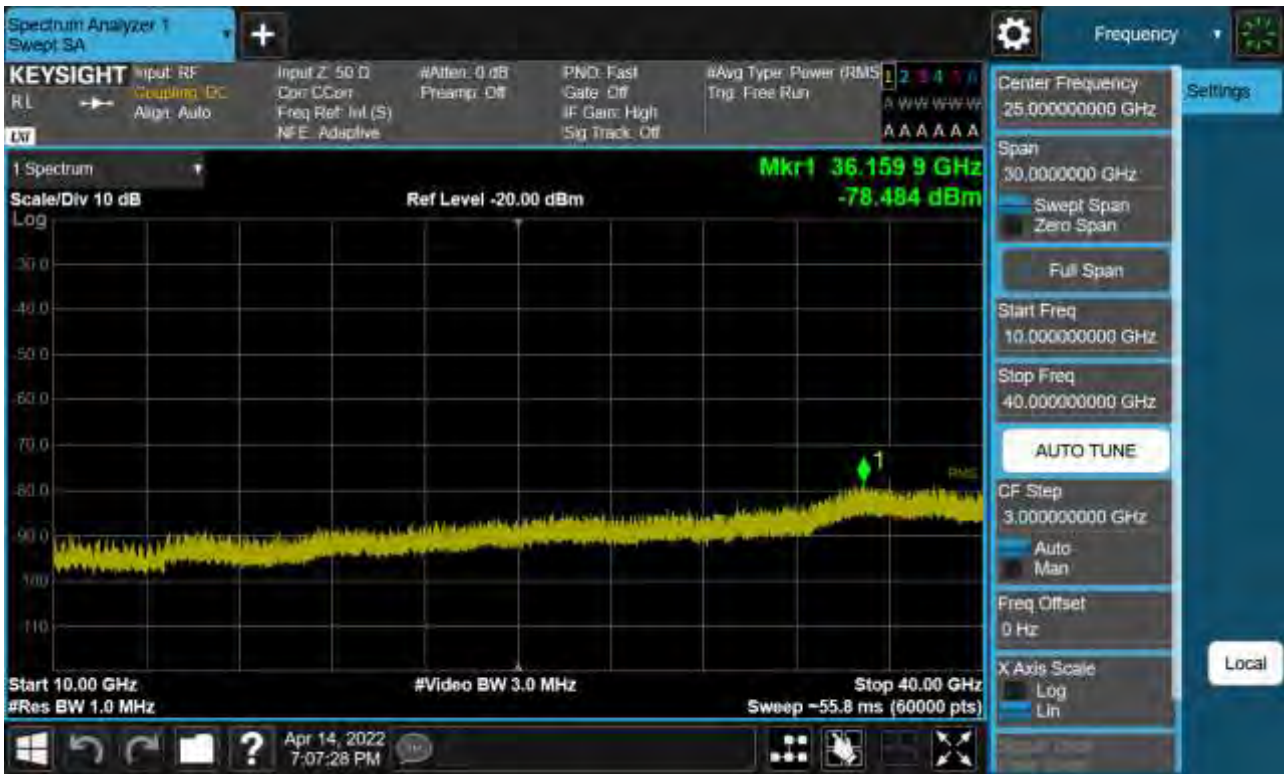 Spectrum Analyzer 1
Swept SA
+
Frequency
KEYSIGHT
RL
LXI
Input: RF
Coupling: DC
Align: Auto
Input Z: 50 Ω
Corr CCorr
Freq Ref: Int (S)
NFE: Adaptive
#Atten: 0 dB
Preamp: Off
PNO: Fast
Gate: Off
IF Gain: High
Sig Track: Off
#Avg Type: Power (RMS
Trig: Free Run
1 2 3 4 5 6
A W W W W W
A A A A A A
1 Spectrum
Scale/Div 10 dB
Log
Ref Level -20.00 dBm
Mkr1 36.159 9 GHz
-78.484 dBm
-30.0
-40.0
-50.0
-60.0
-70.0
-80.0
-90.0
-100
-110
1
RMS
Start 10.00 GHz
#Res BW 1.0 MHz
#Video BW 3.0 MHz
Stop 40.00 GHz
Sweep ~55.8 ms (60000 pts)
Center Frequency
25.000000000 GHz
Span
30.0000000 GHz
Swept Span
Zero Span
Full Span
Start Freq
10.000000000 GHz
Stop Freq
40.000000000 GHz
AUTO TUNE
CF Step
3.000000000 GHz
Auto
Man
Freq Offset
0 Hz
X Axis Scale
Log
Lin
Settings
Local
?
Apr 14, 2022
7:07:28 PM